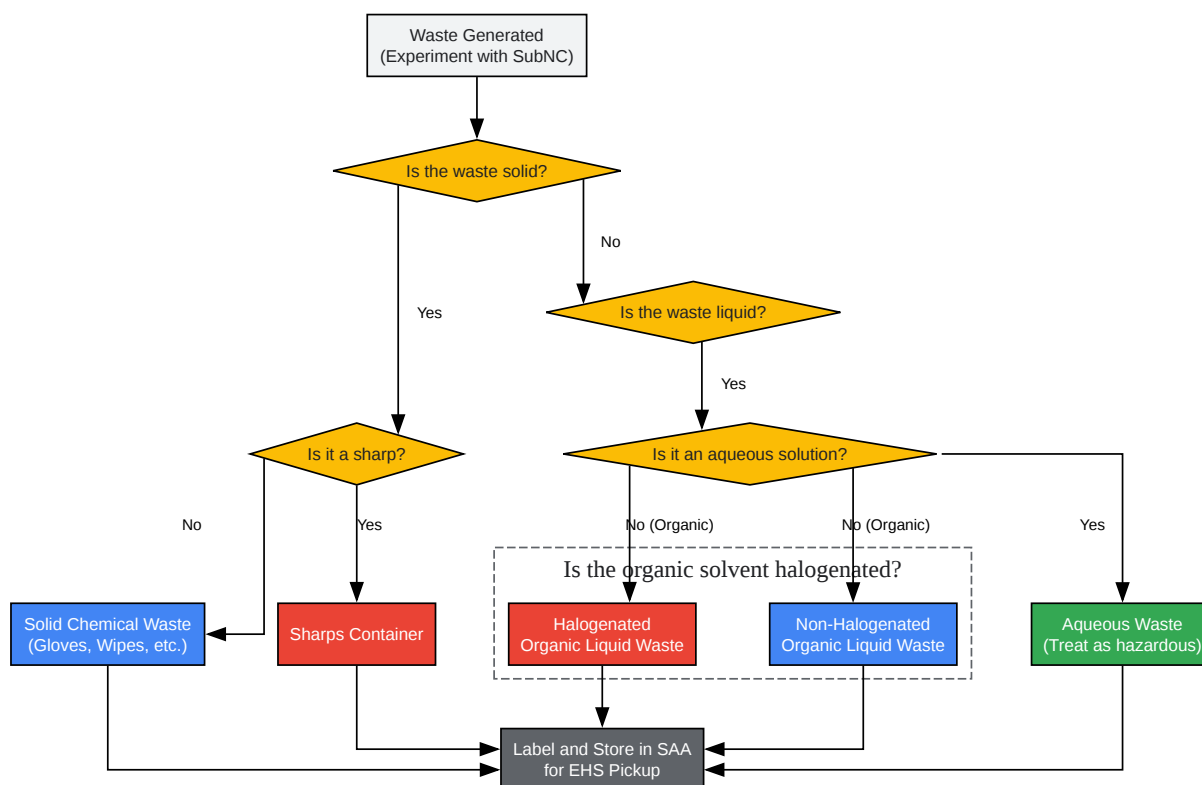 Waste Generated
(Experiment with SubNC)
Is the waste solid?
No
Is the waste liquid?
Yes
Yes
Is it a sharp?
Is it an aqueous solution?
No
Yes
No (Organic)
No (Organic)
Yes
Is the organic solvent halogenated?
Solid Chemical Waste
(Gloves, Wipes, etc.)
Sharps Container
Halogenated
Organic Liquid Waste
Non-Halogenated
Organic Liquid Waste
Aqueous Waste
(Treat as hazardous)
Label and Store in SAA
for EHS Pickup